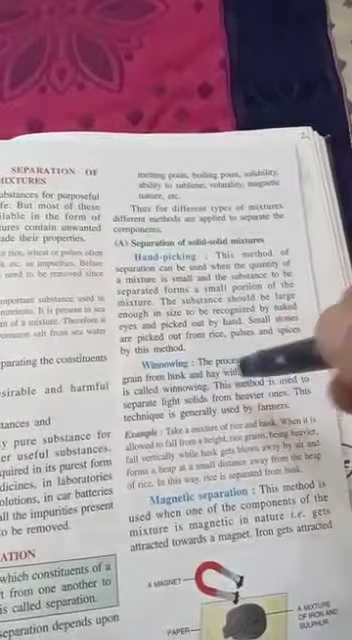 SEPARATION OF
MIXTURES
substances for purposeful
fe. But most of these
ilable in the form of
tures contain unwanted
ade their properties.
e rice, wheat or pulses often
k, etc. as impurities. Before
need to be removed since
mportant substance used in
nutrients. It is present in sea
m of a mixture. Therefore it
common salt from sea water
parating the constituents
esirable and harmful
tances and
y pure substance for
er useful substances.
quired in its purest form
dicines, in laboratories
olutions, in car batteries
all the impurities present
to be removed.
ATION
which constituents of a
t from one another to
is called separation.
separation depends upon
melting point, boiling point, solubility,
ability to sublime, volatality, magnetic
nature, etc.
Thus for different types of mixtures
different methods are applied to separate the
components.
(A) Separation of solid-solid mixtures
Hand-picking : This method of
separation can be used when the quantity of
a mixture is small and the substance to be
separated forms a small portion of the
mixture. The substance should be large
enough in size to be recognized by naked
eyes and picked out by hand. Small stones
are picked out from rice, pulses and spices
by this method.
Winnowing : The proce
grain from husk and hay with
is called winnowing. This method is used to
separate light solids from heavier ones. This
technique is generally used by farmers.
Example : Take a mixture of rice and husk. When it is
allowed to fall from a height, rice grains, being heavier,
fall vertically while husk gets blown away by air and
forms a heap at a small distance away from the heap
of rice. In this way, rice is separated from husk.
Magnetic separation : This method is
used when one of the components of the
mixture is magnetic in nature i.e. gets
attracted towards a magnet. Iron gets attracted
A MAGNET
PAPER
A MIXTURE
OF IRON AND
SULPHUR